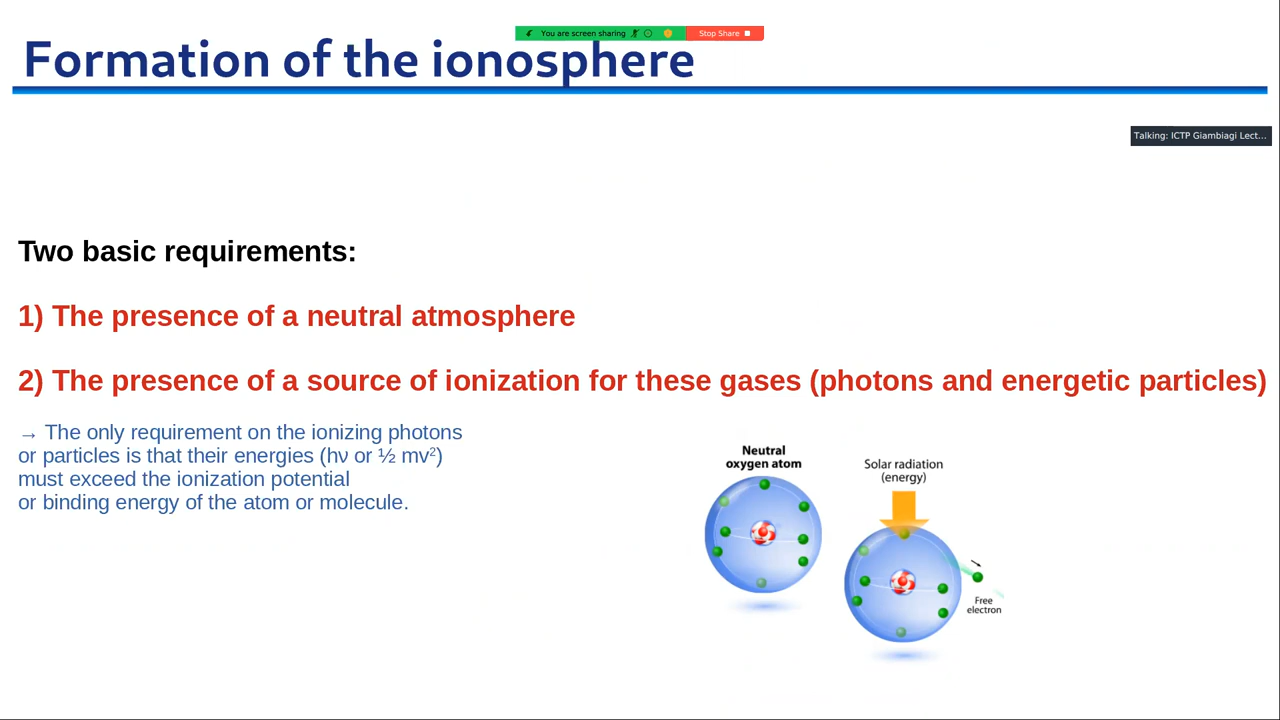 You are screen sharing
Stop Share
Formation of the ionosphere
Talking: ICTP Giambiagi Lect...
Two basic requirements:
1) The presence of a neutral atmosphere
2) The presence of a source of ionization for these gases (photons and energetic particles)
→ The only requirement on the ionizing photons
or particles is that their energies (hν or ½ mv²)
must exceed the ionization potential
or binding energy of the atom or molecule.
Neutral
oxygen atom
Solar radiation
(energy)
Free
electron